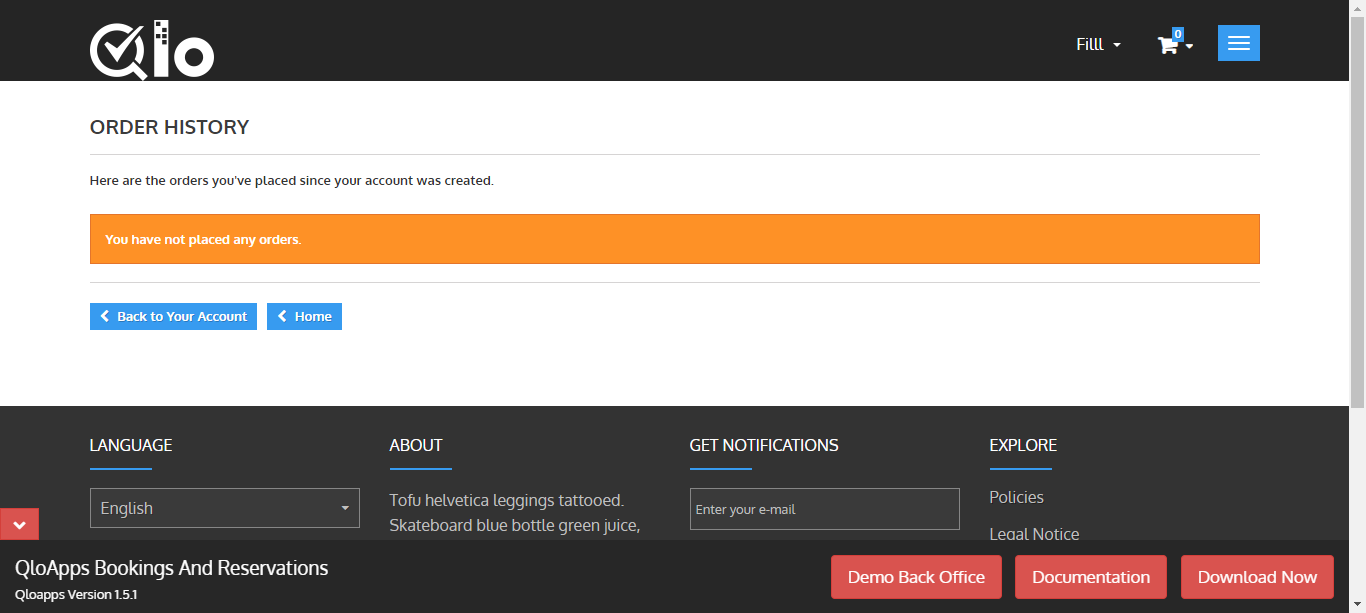 Qlo
Filll
0
ORDER HISTORY
Here are the orders you've placed since your account was created.
You have not placed any orders.
Back to Your Account
Home
LANGUAGE
ABOUT
GET NOTIFICATIONS
EXPLORE
English
Tofu helvetica leggings tattooed.
Skateboard blue bottle green juice,
Enter your e-mail
Policies
Legal Notice
QloApps Bookings And Reservations
Qloapps Version 1.5.1
Demo Back Office
Documentation
Download Now